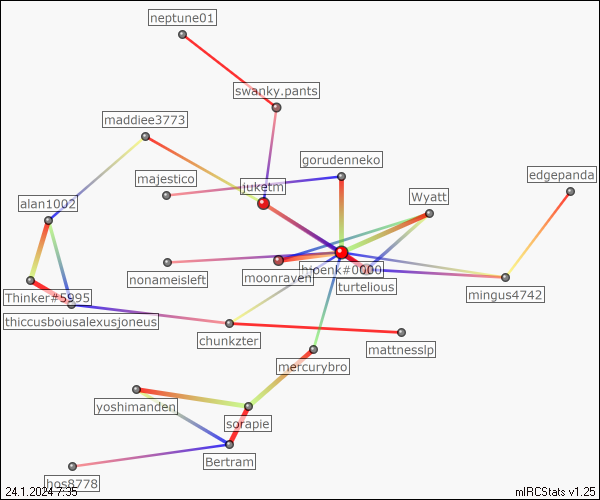 neptune01
swanky.pants
maddiee3773
gorudenneko
edgepanda
majestico
juketm
Wyatt
alan1002
hjoenk#0000
moonraven
nonameisleft
turtelious
mingus4742
Thinker#5995
thiccusboiusalexusjoneus
chunkzter
mattnesslp
mercurybro
yoshimanden
sorapie
Bertram
hos8778
24.1.2024 7:35
mIRCStats v1.25